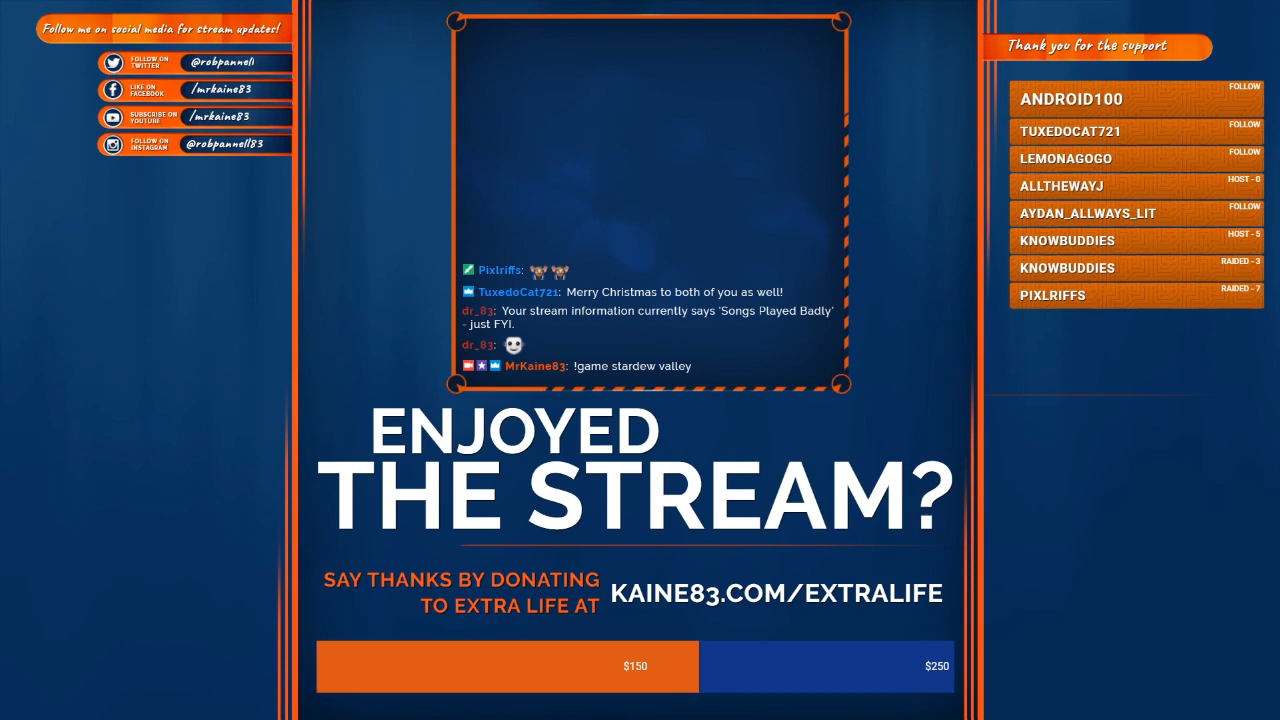 Follow me on social media for stream updates!
FOLLOW ON
TWITTER
@robpannell
LIKE ON
FACEBOOK
/mrkaine83
SUBSCRIBE ON
YOUTUBE
/mrkaine83
FOLLOW ON
INSTAGRAM
@robpannell83
Pixlriffs:
TuxedoCat721: Merry Christmas to both of you as well!
dr_83: Your stream information currently says 'Songs Played Badly'
- just FYI.
dr_83:
MrKaine83: !game stardew valley
ENJOYED
THE STREAM?
SAY THANKS BY DONATING
TO EXTRA LIFE AT
KAINE83.COM/EXTRALIFE
$150
$250
Thank you for the support
ANDROID100 FOLLOW
TUXEDOCAT721 FOLLOW
LEMONAGOGO FOLLOW
ALLTHEWAYJ HOST - 0
AYDAN_ALLWAYS_LIT FOLLOW
KNOWBUDDIES HOST - 5
KNOWBUDDIES RAIDED - 3
PIXLRIFFS RAIDED - 7